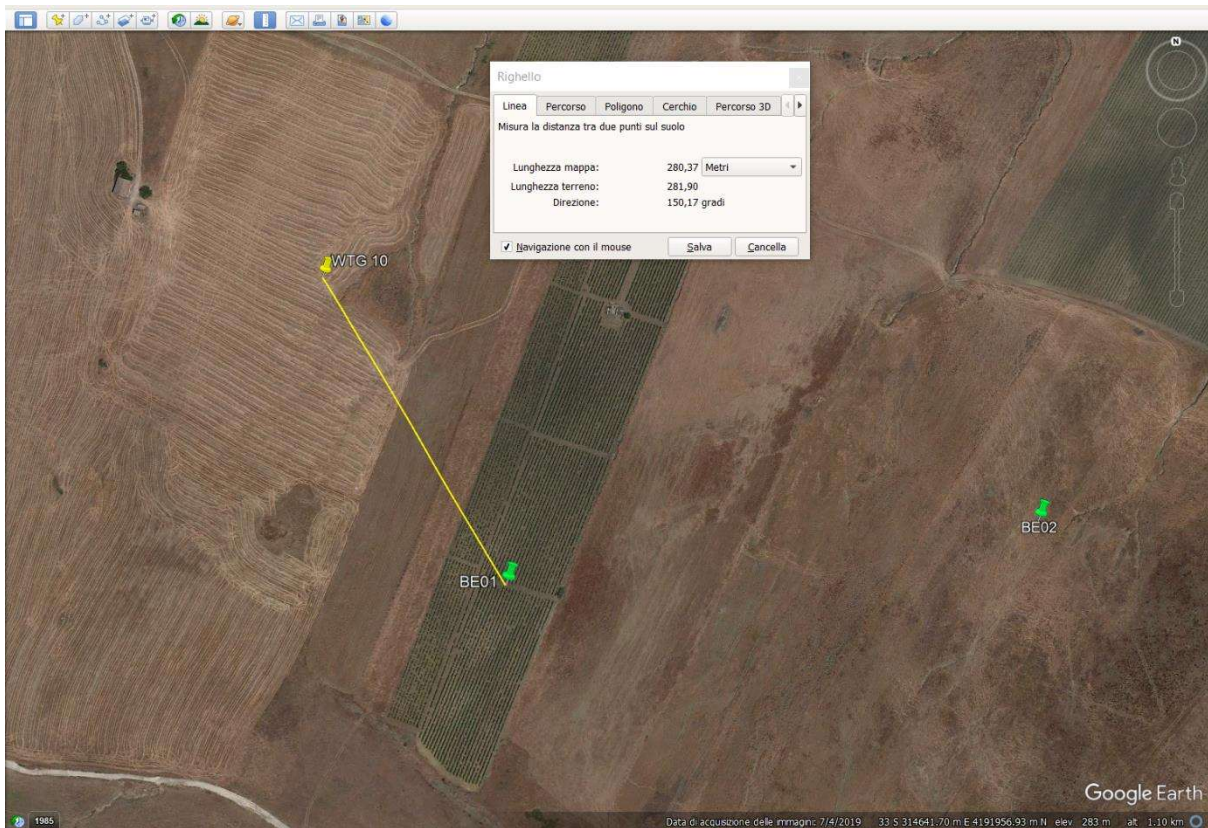 Righello
Linea Percorso Poligono Cerchio Percorso 3D
Misura la distanza tra due punti sul suolo
Lunghezza mappa: 280,37 Metri
Lunghezza terreno: 281,90
Direzione: 150,17 gradi
Navigazione con il mouse Salva Cancella
WTG 10
BE02
BE01
Google Earth
1985 Data di acquisizione delle immagini: 7/4/2019 33 S 314641.70 m E 4191956.93 m N elev 283 m alt 1.10 km